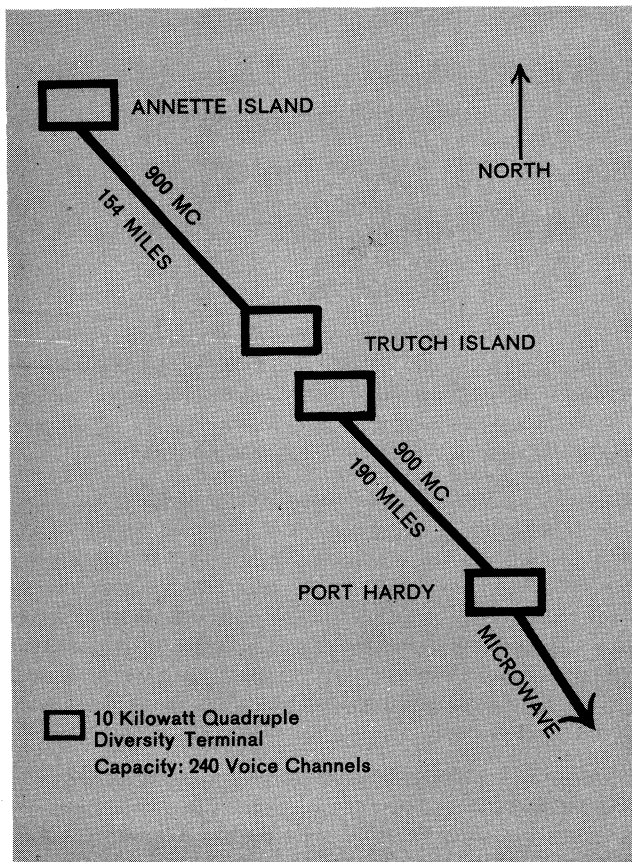 ANNETTE ISLAND
NORTH
900 MC
154 MILES
TRUTCH ISLAND
900 MC
190 MILES
PORT HARDY
MICROWAVE
10 Kilowatt Quadruple
Diversity Terminal
Capacity: 240 Voice Channels